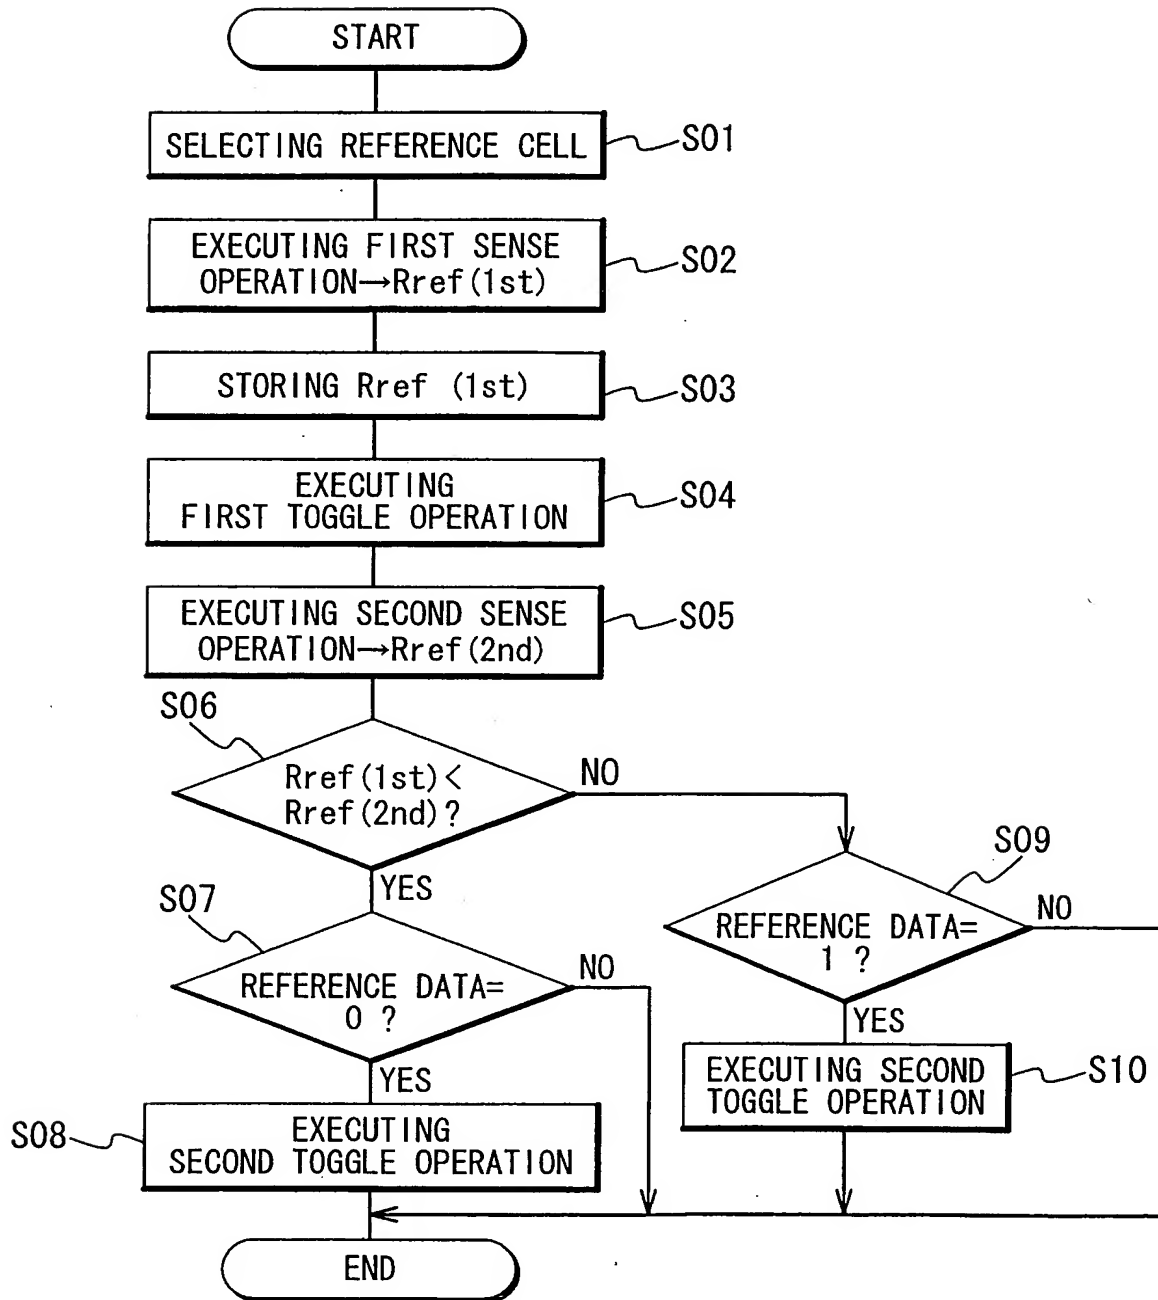 START
SELECTING REFERENCE CELL
S01
EXECUTING FIRST SENSE
OPERATION→Rref(1st)
S02
STORING Rref (1st)
S03
EXECUTING
FIRST TOGGLE OPERATION
S04
EXECUTING SECOND SENSE
OPERATION→Rref(2nd)
S05
S06
Rref(1st)<
Rref(2nd)?
NO
YES
S09
REFERENCE DATA=
1 ?
NO
YES
S07
REFERENCE DATA=
0 ?
NO
YES
EXECUTING SECOND
TOGGLE OPERATION
S10
S08
EXECUTING
SECOND TOGGLE OPERATION
END